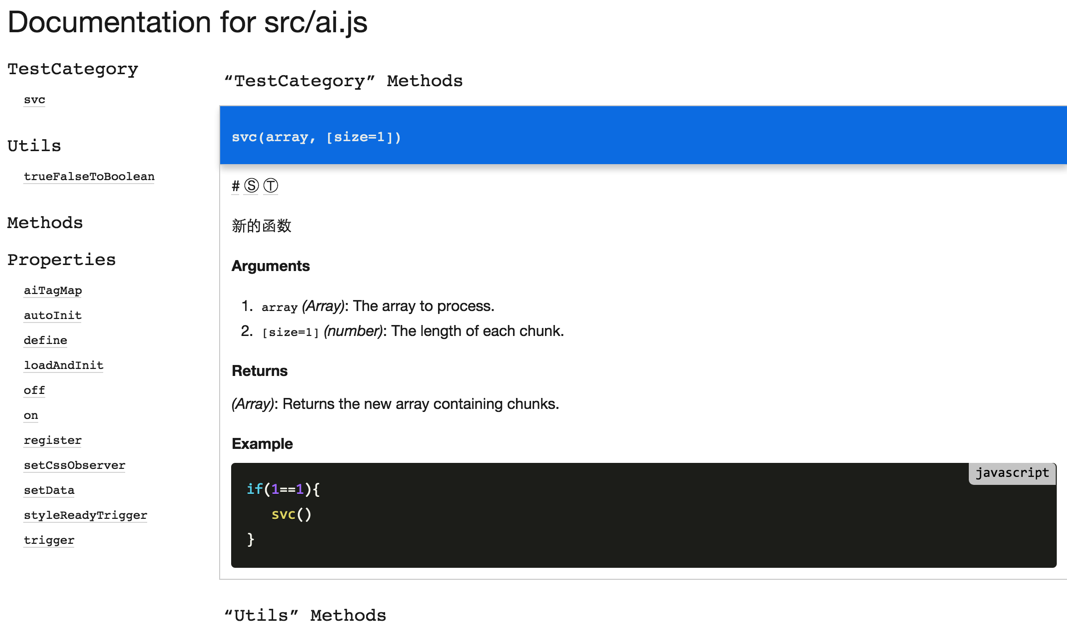 Documentation for src/ai.js
TestCategory
svc
Utils
trueFalseToBoolean
Methods
Properties
aiTagMap
autoInit
define
loadAndInit
off
on
register
setCssObserver
setData
styleReadyTrigger
trigger
“TestCategory” Methods
svc(array, [size=1])
# Ⓢ Ⓣ
新的函数
Arguments
1. array (Array): The array to process.
2. [size=1] (number): The length of each chunk.
Returns
(Array): Returns the new array containing chunks.
Example
javascript
if(1==1){
svc()
}
“Utils” Methods